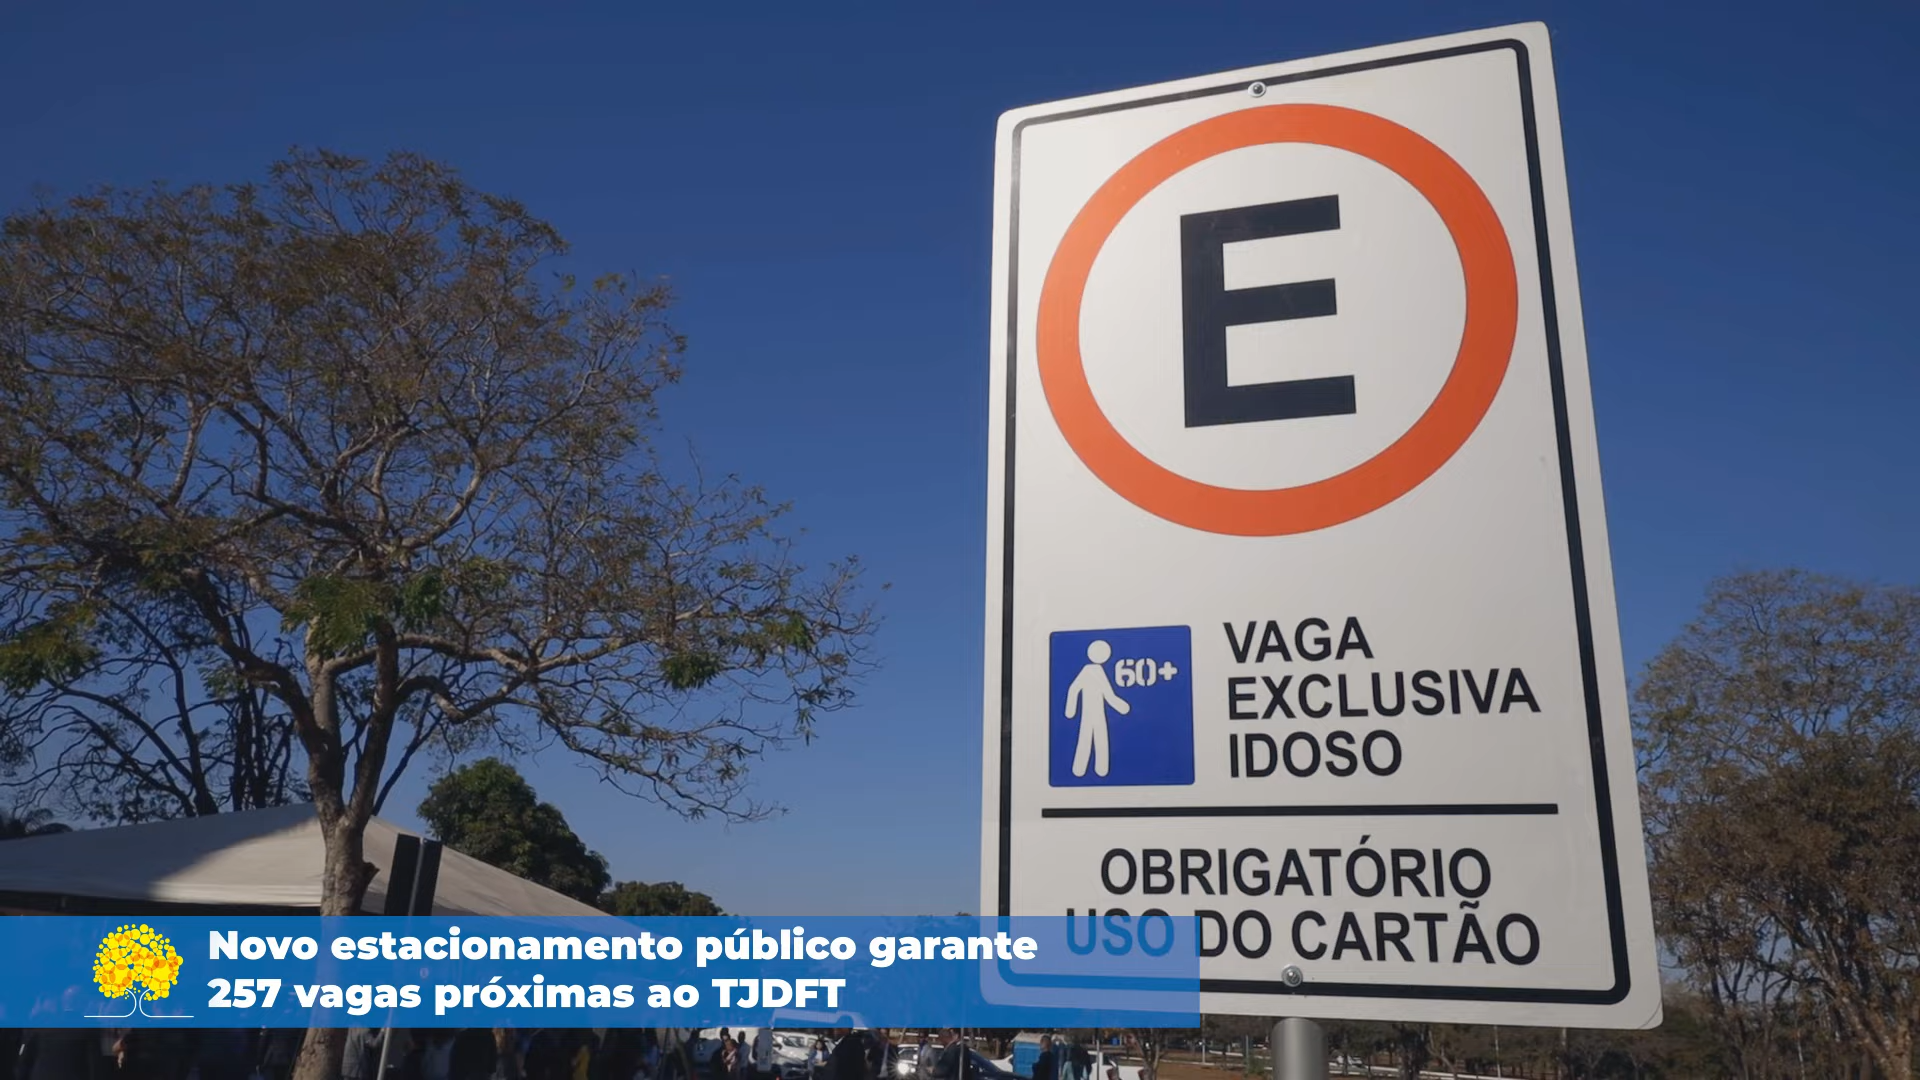 E
60+
VAGA
EXCLUSIVA
IDOSO
OBRIGATÓRIO
USO DO CARTÃO
Novo estacionamento público garante
257 vagas próximas ao TJDFT